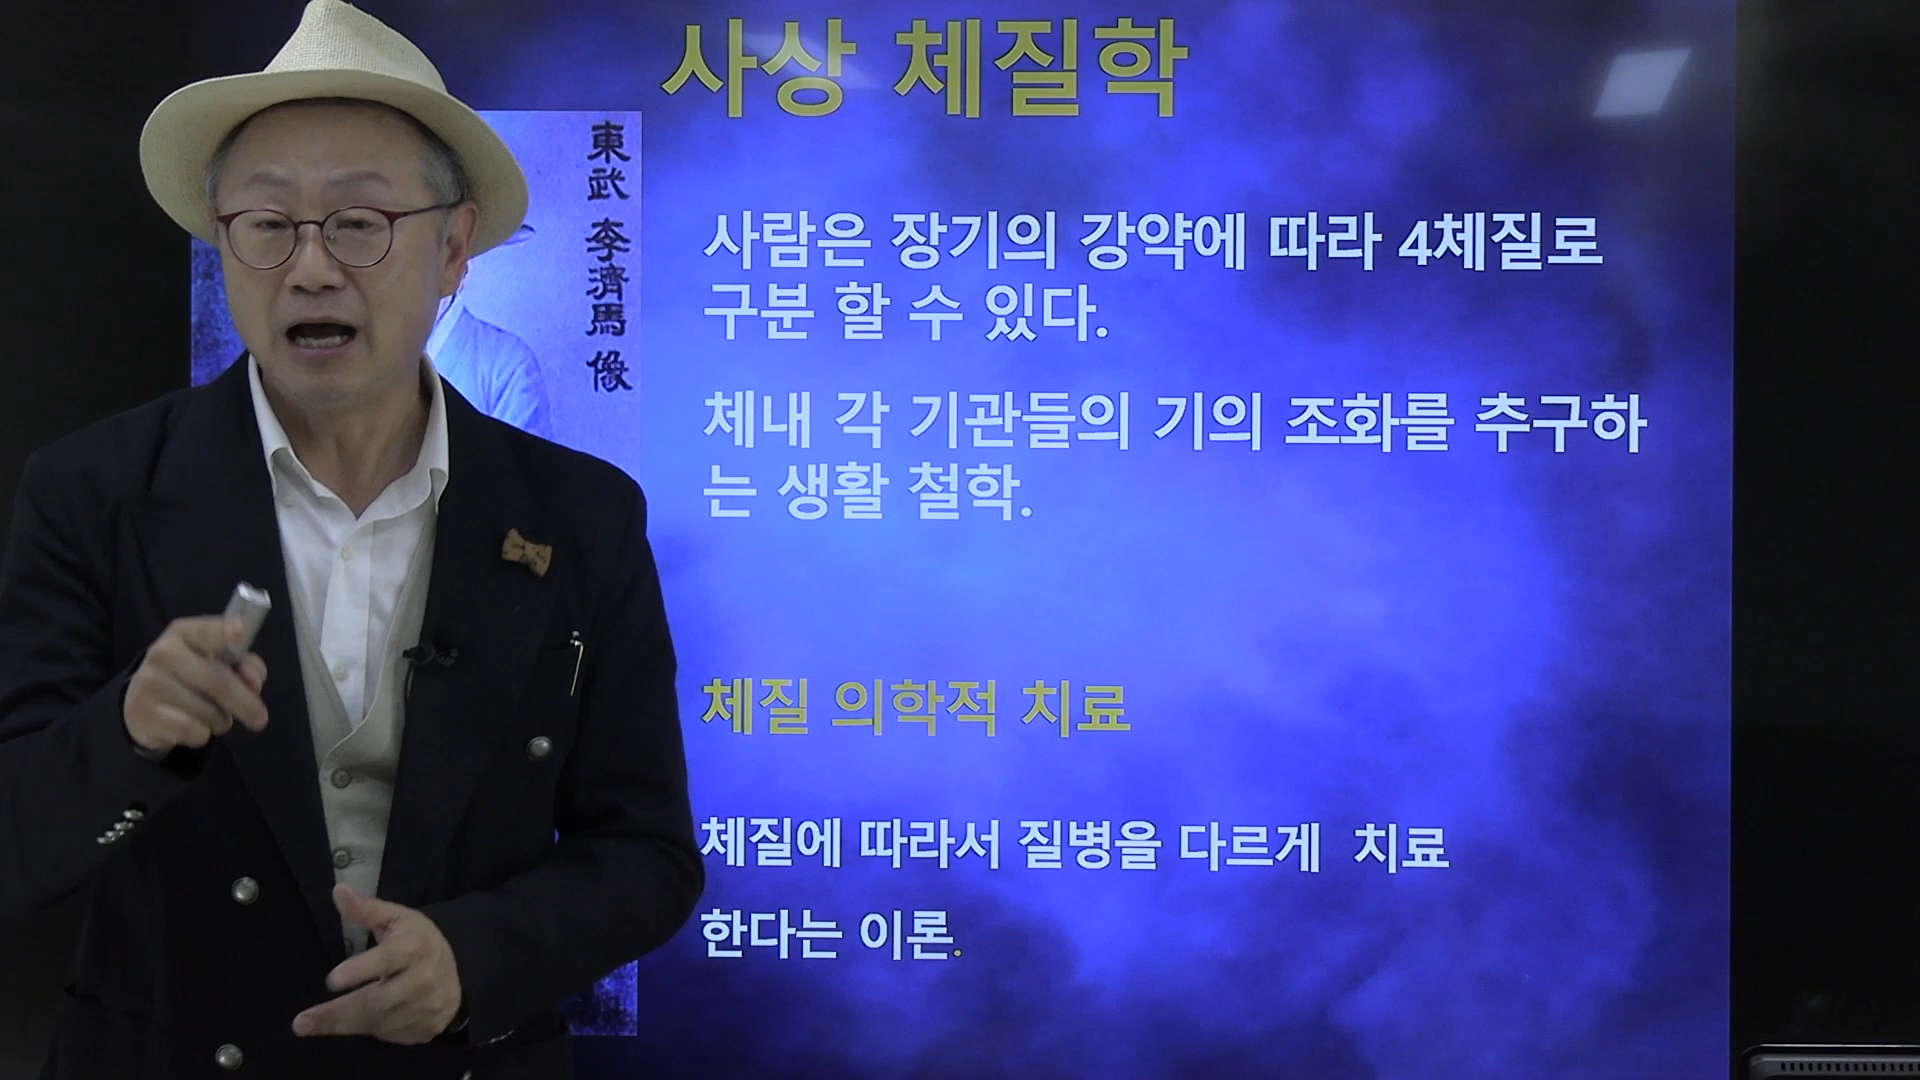 사상 체질학
東武 李濟馬 像
사람은 장기의 강약에 따라 4체질로
구분 할 수 있다.
체내 각 기관들의 기의 조화를 추구하
는 생활 철학.
체질 의학적 치료
체질에 따라서 질병을 다르게 치료
한다는 이론.